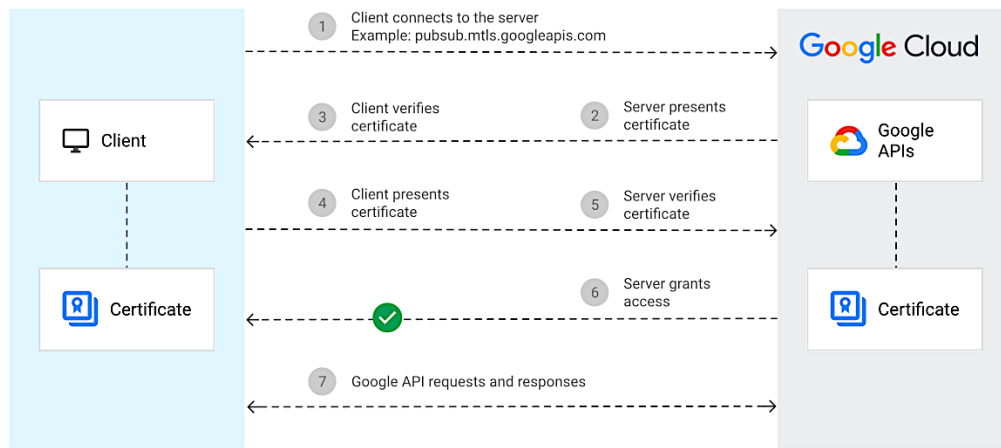 1 Client connects to the server
Example: pubsub.mtls.googleapis.com
Google Cloud
Client
3 Client verifies
certificate
2 Server presents
certificate
Google
APIs
4 Client presents
certificate
5 Server verifies
certificate
Certificate
6 Server grants
access
Certificate
7 Google API requests and responses